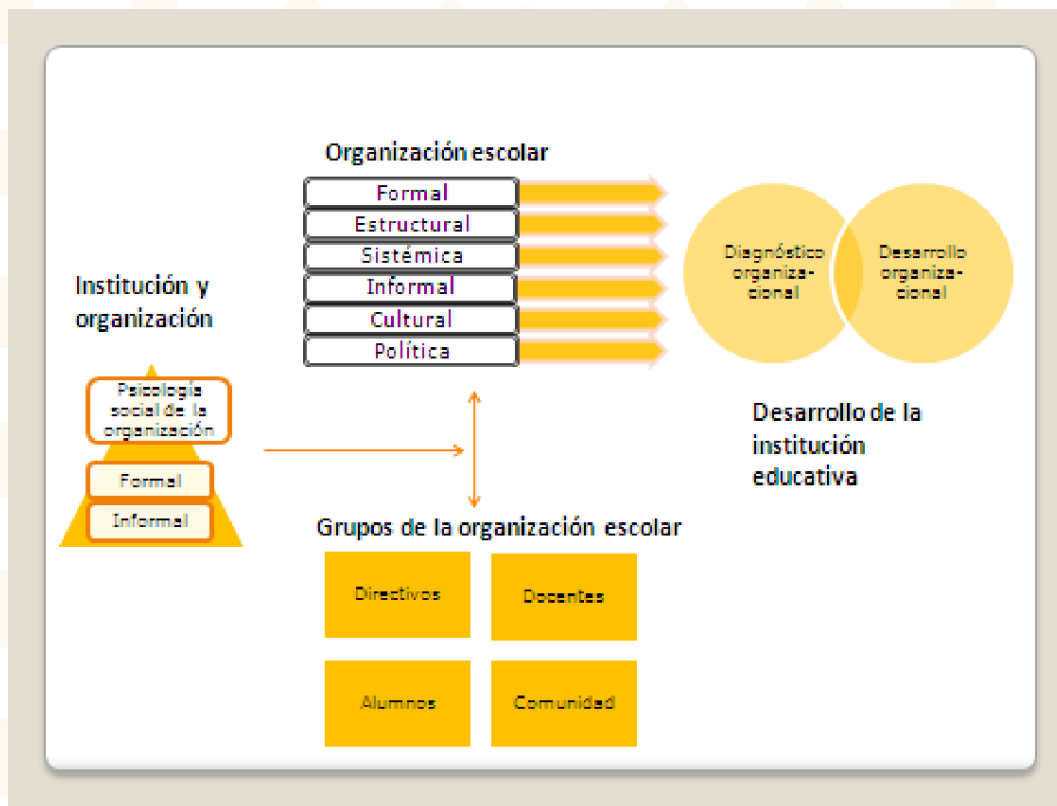 Organización escolar
Formal
Estructural
Sistémica
Informal
Cultural
Política
Institución y
organización
Psicología
social de la
organización
Formal
Informal
Diagnóstico
organiza-
cional
Desarrollo
organiza-
cional
Desarrollo de la
institución
educativa
Grupos de la organización escolar
Directivos
Docentes
Alumnos
Comunidad